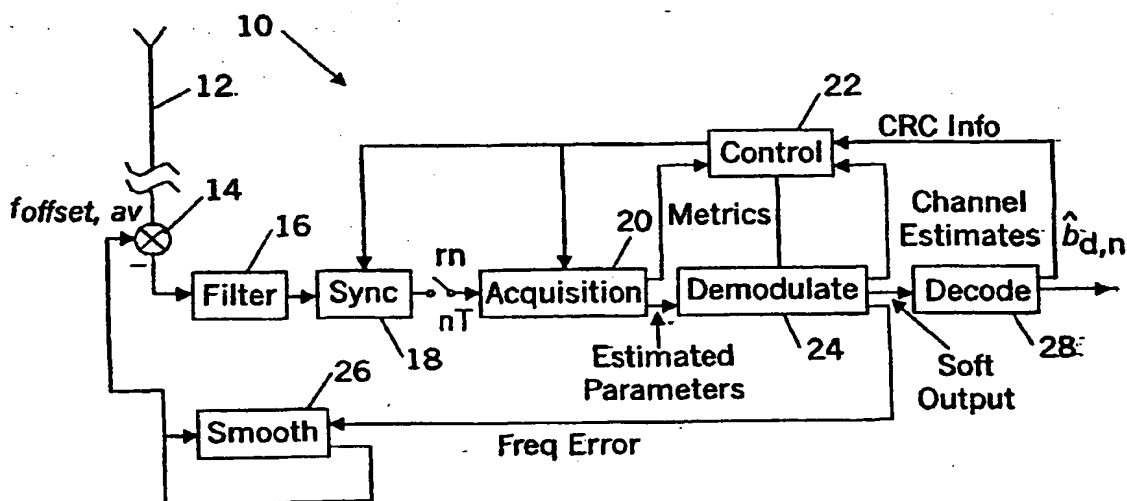 10
12
22
CRC Info
Control
f offset, av
14
Metrics
Channel
Estimates
b̂d,n
16
20
rn
Filter
Sync
Acquisition
Demodulate
Decode
nT
18
Estimated
Parameters
24
Soft
Output
28
26
Smooth
Freq Error